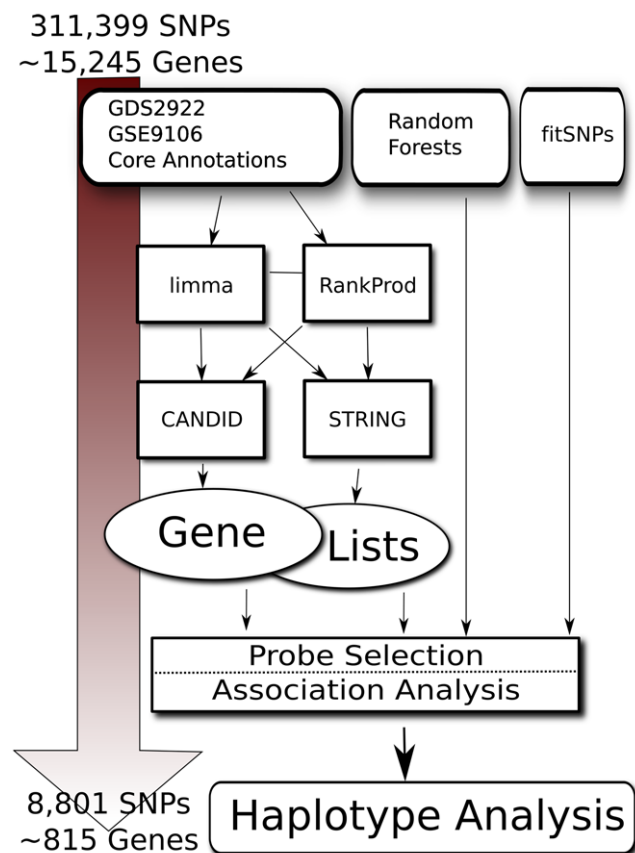 311,399 SNPs
~15,245 Genes
GDS2922
GSE9106
Core Annotations
Random
Forests
fitSNPs
limma
RankProd
CANDID
STRING
Gene
Lists
Probe Selection
Association Analysis
8,801 SNPs
~815 Genes
Haplotype Analysis